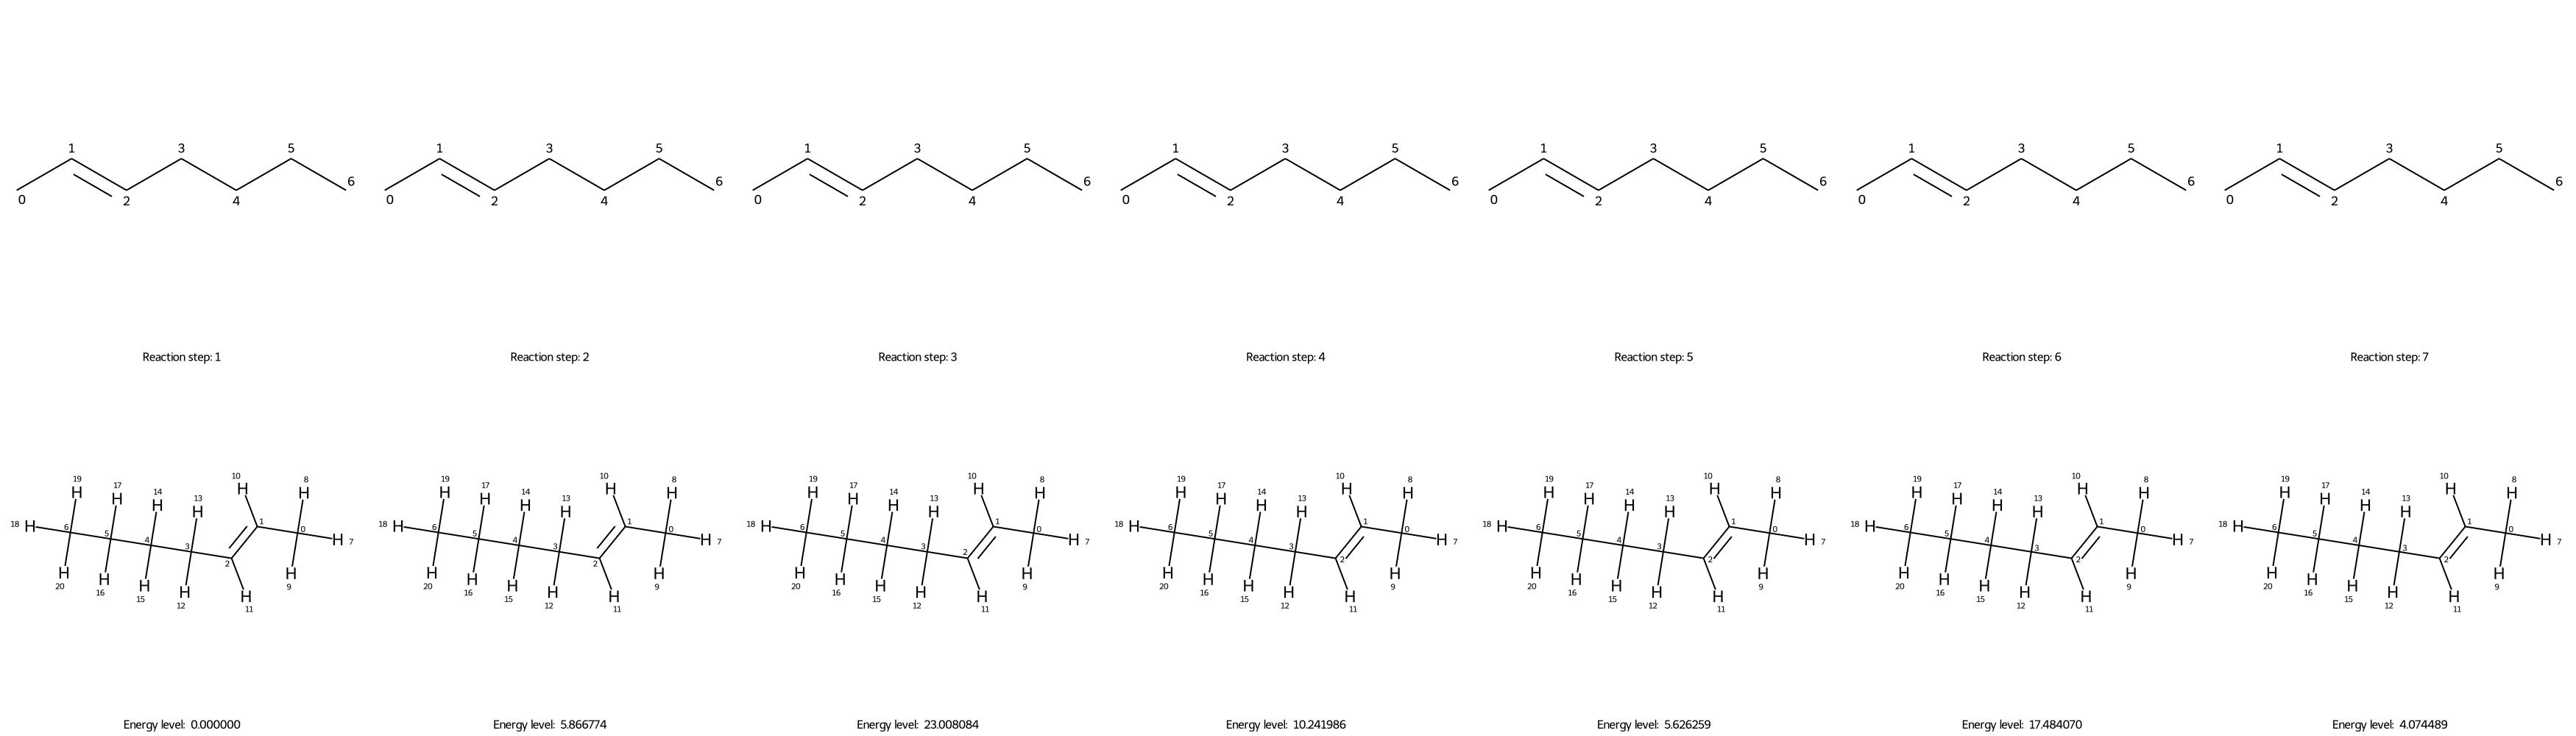 1 3 5 6 0 2 4
1 3 5 6 0 2 4
1 3 5 6 0 2 4
1 3 5 6 0 2 4
1 3 5 6 0 2 4
1 3 5 6 0 2 4
1 3 5 6 0 2 4
Reaction step: 1
Reaction step: 2
Reaction step: 3
Reaction step: 4
Reaction step: 5
Reaction step: 6
Reaction step: 7
19 17 14 13 10 8
H H H H H H
18 H 6 5 4 3 2 1 0 H 7
H H H H H H
20 16 15 12 11 9
19 17 14 13 10 8
H H H H H H
18 H 6 5 4 3 2 1 0 H 7
H H H H H H
20 16 15 12 11 9
19 17 14 13 10 8
H H H H H H
18 H 6 5 4 3 2 1 0 H 7
H H H H H H
20 16 15 12 11 9
19 17 14 13 10 8
H H H H H H
18 H 6 5 4 3 2 1 0 H 7
H H H H H H
20 16 15 12 11 9
19 17 14 13 10 8
H H H H H H
18 H 6 5 4 3 2 1 0 H 7
H H H H H H
20 16 15 12 11 9
19 17 14 13 10 8
H H H H H H
18 H 6 5 4 3 2 1 0 H 7
H H H H H H
20 16 15 12 11 9
19 17 14 13 10 8
H H H H H H
18 H 6 5 4 3 2 1 0 H 7
H H H H H H
20 16 15 12 11 9
Energy level: 0.000000
Energy level: 5.866774
Energy level: 23.008084
Energy level: 10.241986
Energy level: 5.626259
Energy level: 17.484070
Energy level: 4.074489